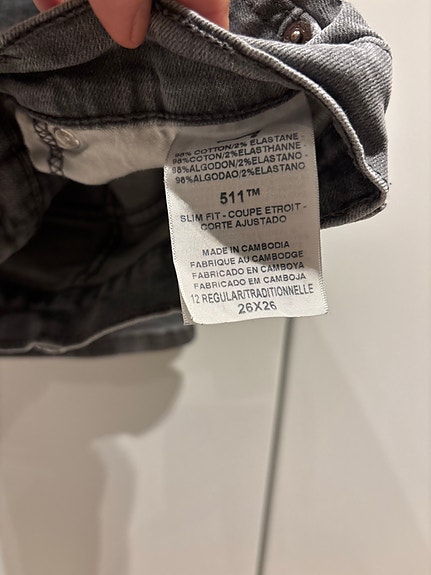 98% COTTON/2% ELASTANE -
98%COTON/2%ELASTHANNE -
98%ALGODON/2%ELASTANO -
98%ALGODAO/2%ELASTANO
511™
SLIM FIT - COUPE ETROIT -
CORTE AJUSTADO
MADE IN CAMBODIA
FABRIQUE AU CAMBODGE
FABRICADO EN CAMBOYA
FABRICADO EM CAMBOJA
12 REGULAR/TRADITIONNELLE
26X26